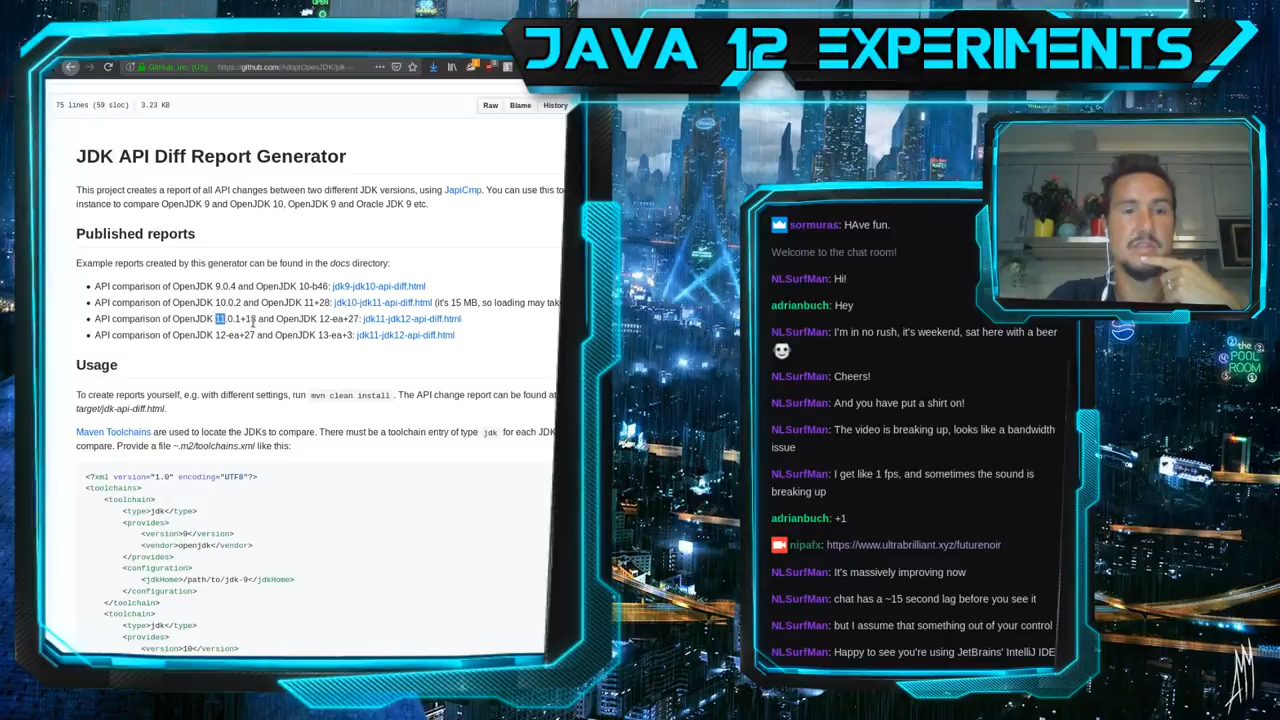 JAVA 12 EXPERIMENTS
GitHub, Inc. (US)
https://github.com/AdoptOpenJDK/jdk
75 lines (59 sloc) 3.23 KB
Raw Blame History
JDK API Diff Report Generator
This project creates a report of all API changes between two different JDK versions, using JapiCmp. You can use this to
instance to compare OpenJDK 9 and OpenJDK 10, OpenJDK 9 and Oracle JDK 9 etc.
Published reports
Example reports created by this generator can be found in the docs directory:
API comparison of OpenJDK 9.0.4 and OpenJDK 10-b46: jdk9-jdk10-api-diff.html
API comparison of OpenJDK 10.0.2 and OpenJDK 11+28: jdk10-jdk11-api-diff.html (it's 15 MB, so loading may take
API comparison of OpenJDK 11.0.1+13 and OpenJDK 12-ea+27: jdk11-jdk12-api-diff.html
API comparison of OpenJDK 12-ea+27 and OpenJDK 13-ea+3: jdk11-jdk12-api-diff.html
Usage
To create reports yourself, e.g. with different settings, run mvn clean install . The API change report can be found at
target/jdk-api-diff.html.
Maven Toolchains are used to locate the JDKs to compare. There must be a toolchain entry of type jdk for each JDK
compare. Provide a file ~.m2/toolchains.xml like this:
<?xml version="1.0" encoding="UTF8"?>
<toolchains>
<toolchain>
<type>jdk</type>
<provides>
<version>9</version>
<vendor>openjdk</vendor>
</provides>
<configuration>
<jdkHome>/path/to/jdk-9</jdkHome>
</configuration>
</toolchain>
<toolchain>
<type>jdk</type>
<provides>
<version>10</version>
sormuras: HAve fun.
Welcome to the chat room!
NLSurfMan: Hi!
adrianbuch: Hey
NLSurfMan: I'm in no rush, it's weekend, sat here with a beer
NLSurfMan: Cheers!
NLSurfMan: And you have put a shirt on!
NLSurfMan: The video is breaking up, looks like a bandwidth
issue
NLSurfMan: I get like 1 fps, and sometimes the sound is
breaking up
adrianbuch: +1
nipafx: https://www.ultrabrilliant.xyz/futurenoir
NLSurfMan: It's massively improving now
NLSurfMan: chat has a ~15 second lag before you see it
NLSurfMan: but I assume that something out of your control
NLSurfMan: Happy to see you're using JetBrains' IntelliJ IDE
OPEN
intel
the
POOL
ROOM